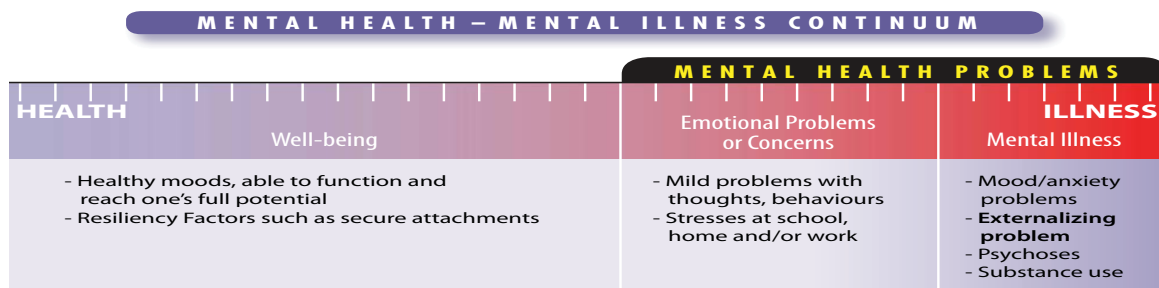 MENTAL HEALTH – MENTAL ILLNESS CONTINUUM
MENTAL HEALTH PROBLEMS
HEALTH
ILLNESS
Well-being
Emotional Problems
or Concerns
Mental Illness
- Healthy moods, able to function and
reach one's full potential
- Resiliency Factors such as secure attachments
- Mild problems with
thoughts, behaviours
- Stresses at school,
home and/or work
- Mood/anxiety
problems
- Externalizing
problem
- Psychoses
- Substance use